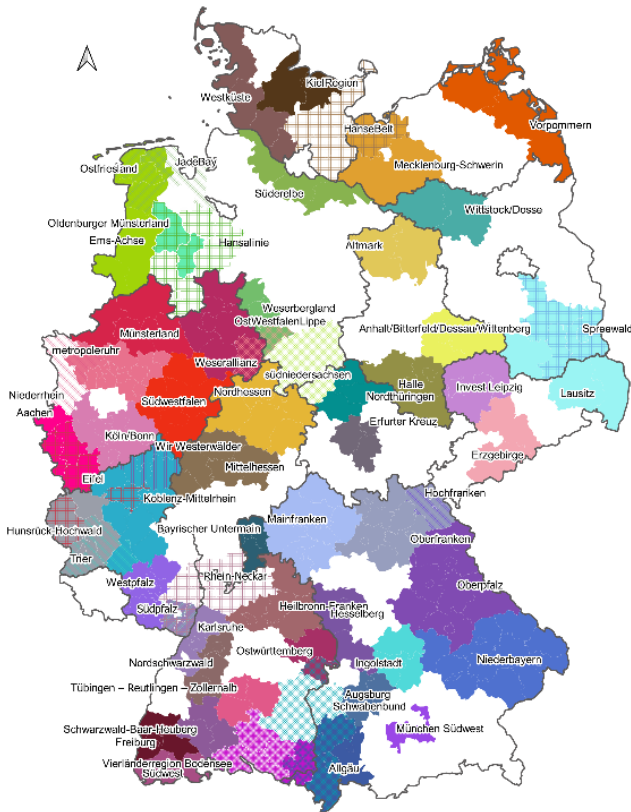 KielRegion
Westküste
HanseBelt
Vorpommern
Ostfriesland
JadeBay
Mecklenburg-Schwerin
Süderelbe
Wittstock/Dosse
Oldenburger Münsterland
Ems-Achse
Hansalinie
Altmark
Weserbergland
OstWestfalenLippe
Münsterland
Anhalt/Bitterfeld/Dessau/Wittenberg
Spreewald
metropoleruhr
Weserallianz
südniedersachsen
Nordhessen
Halle
Nordthüringen
Invest Leipzig
Lausitz
Niederrhein
Südwestfalen
Aachen
Erfurter Kreuz
Köln/Bonn
Wir Westerwälder
Erzgebirge
Mittelhessen
Eifel
Koblenz-Mittelrhein
Hochfranken
Mainfranken
Bayrischer Untermain
Hunsrück-Hochwald
Oberfranken
Trier
Rhein-Neckar
Westpfalz
Oberpfalz
Heilbronn-Franken
Südpfalz
Hesselberg
Karlsruhe
Ostwürttemberg
Nordschwarzwald
Ingolstadt
Niederbayern
Tübingen – Reutlingen – Zollernalb
Augsburg
Schwabenbund
Schwarzwald-Baar-Heuberg
München Südwest
Freiburg
Vierländerregion Bodensee
Allgäu
Südwest